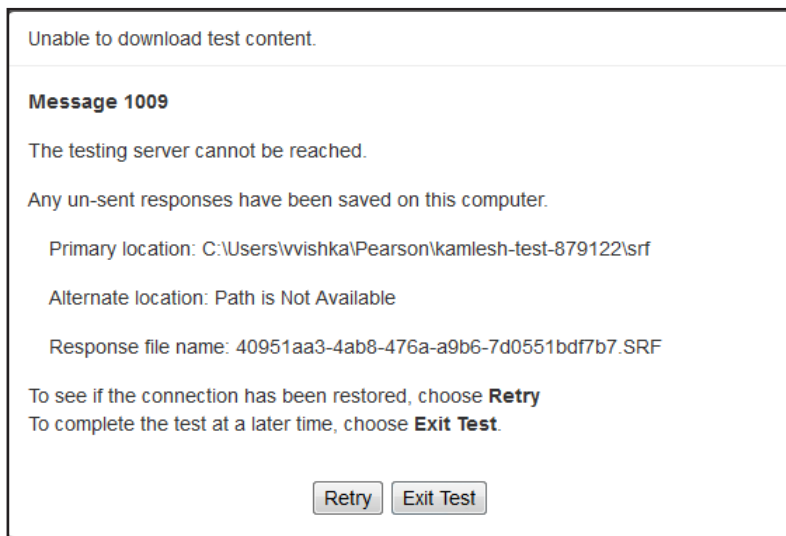 Unable to download test content.
Message 1009
The testing server cannot be reached.
Any un-sent responses have been saved on this computer.
Primary location: C:\Users\vvishka\Pearson\kamlesh-test-879122\srf
Alternate location: Path is Not Available
Response file name: 40951aa3-4ab8-476a-a9b6-7d0551bdf7b7.SRF
To see if the connection has been restored, choose Retry
To complete the test at a later time, choose Exit Test.
Retry Exit Test